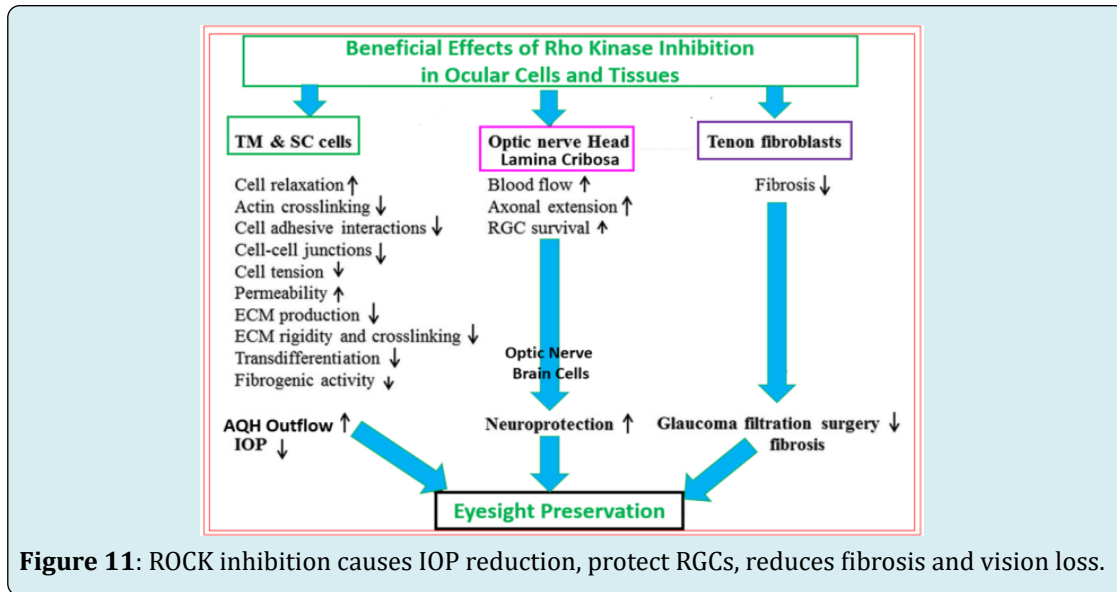 Beneficial Effects of Rho Kinase Inhibition
in Ocular Cells and Tissues
TM & SC cells
Cell relaxation ↑
Actin crosslinking ↓
Cell adhesive interactions ↓
Cell-cell junctions ↓
Cell tension ↓
Permeability ↑
ECM production ↓
ECM rigidity and crosslinking ↓
Transdifferentiation ↓
Fibrogenic activity ↓
AQH Outflow ↑
IOP ↓
Optic nerve Head
Lamina Cribosa
Blood flow ↑
Axonal extension ↑
RGC survival ↑
Optic Nerve
Brain Cells
Neuroprotection ↑
Tenon fibroblasts
Fibrosis ↓
Glaucoma filtration surgery ↓
fibrosis
Eyesight Preservation
Figure 11: ROCK inhibition causes IOP reduction, protect RGCs, reduces fibrosis and vision loss.